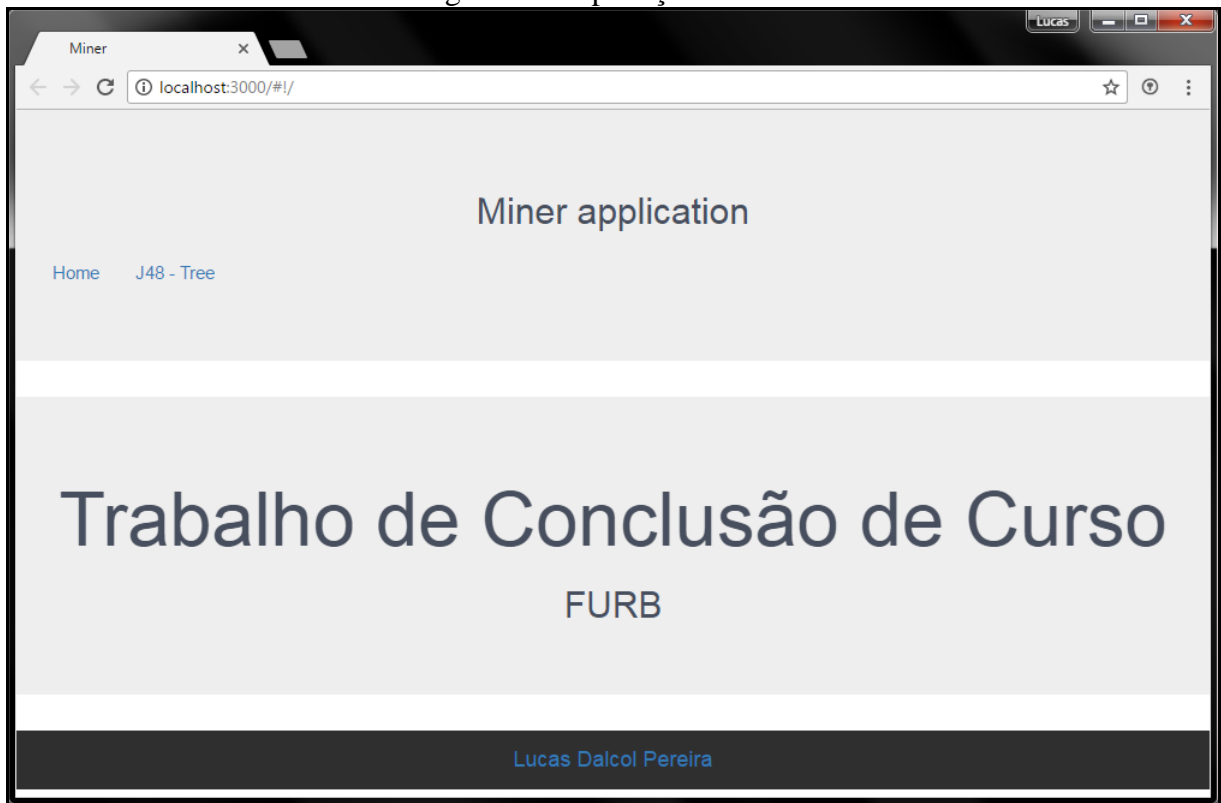 Lucas
Miner
localhost:3000/#!/
Miner application
Home J48 - Tree
Trabalho de Conclusão de Curso
FURB
Lucas Dalcol Pereira